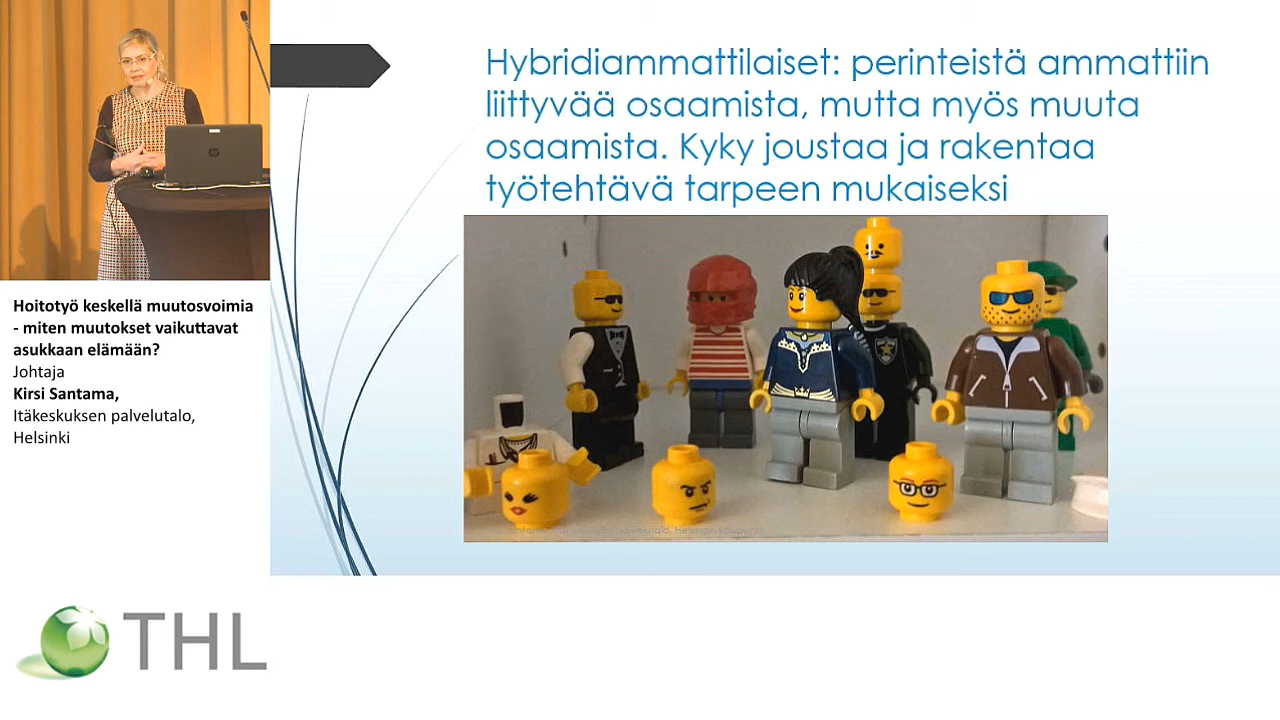 Hybridiammattilaiset: perinteistä ammattiin
liittyvää osaamista, mutta myös muuta
osaamista. Kyky joustaa ja rakentaa
työtehtävä tarpeen mukaiseksi
Hoitotyö keskellä muutosvoimia
- miten muutokset vaikuttavat
asukkaan elämään?
Johtaja
Kirsi Santama,
Itäkeskuksen palvelutalo,
Helsinki
THL